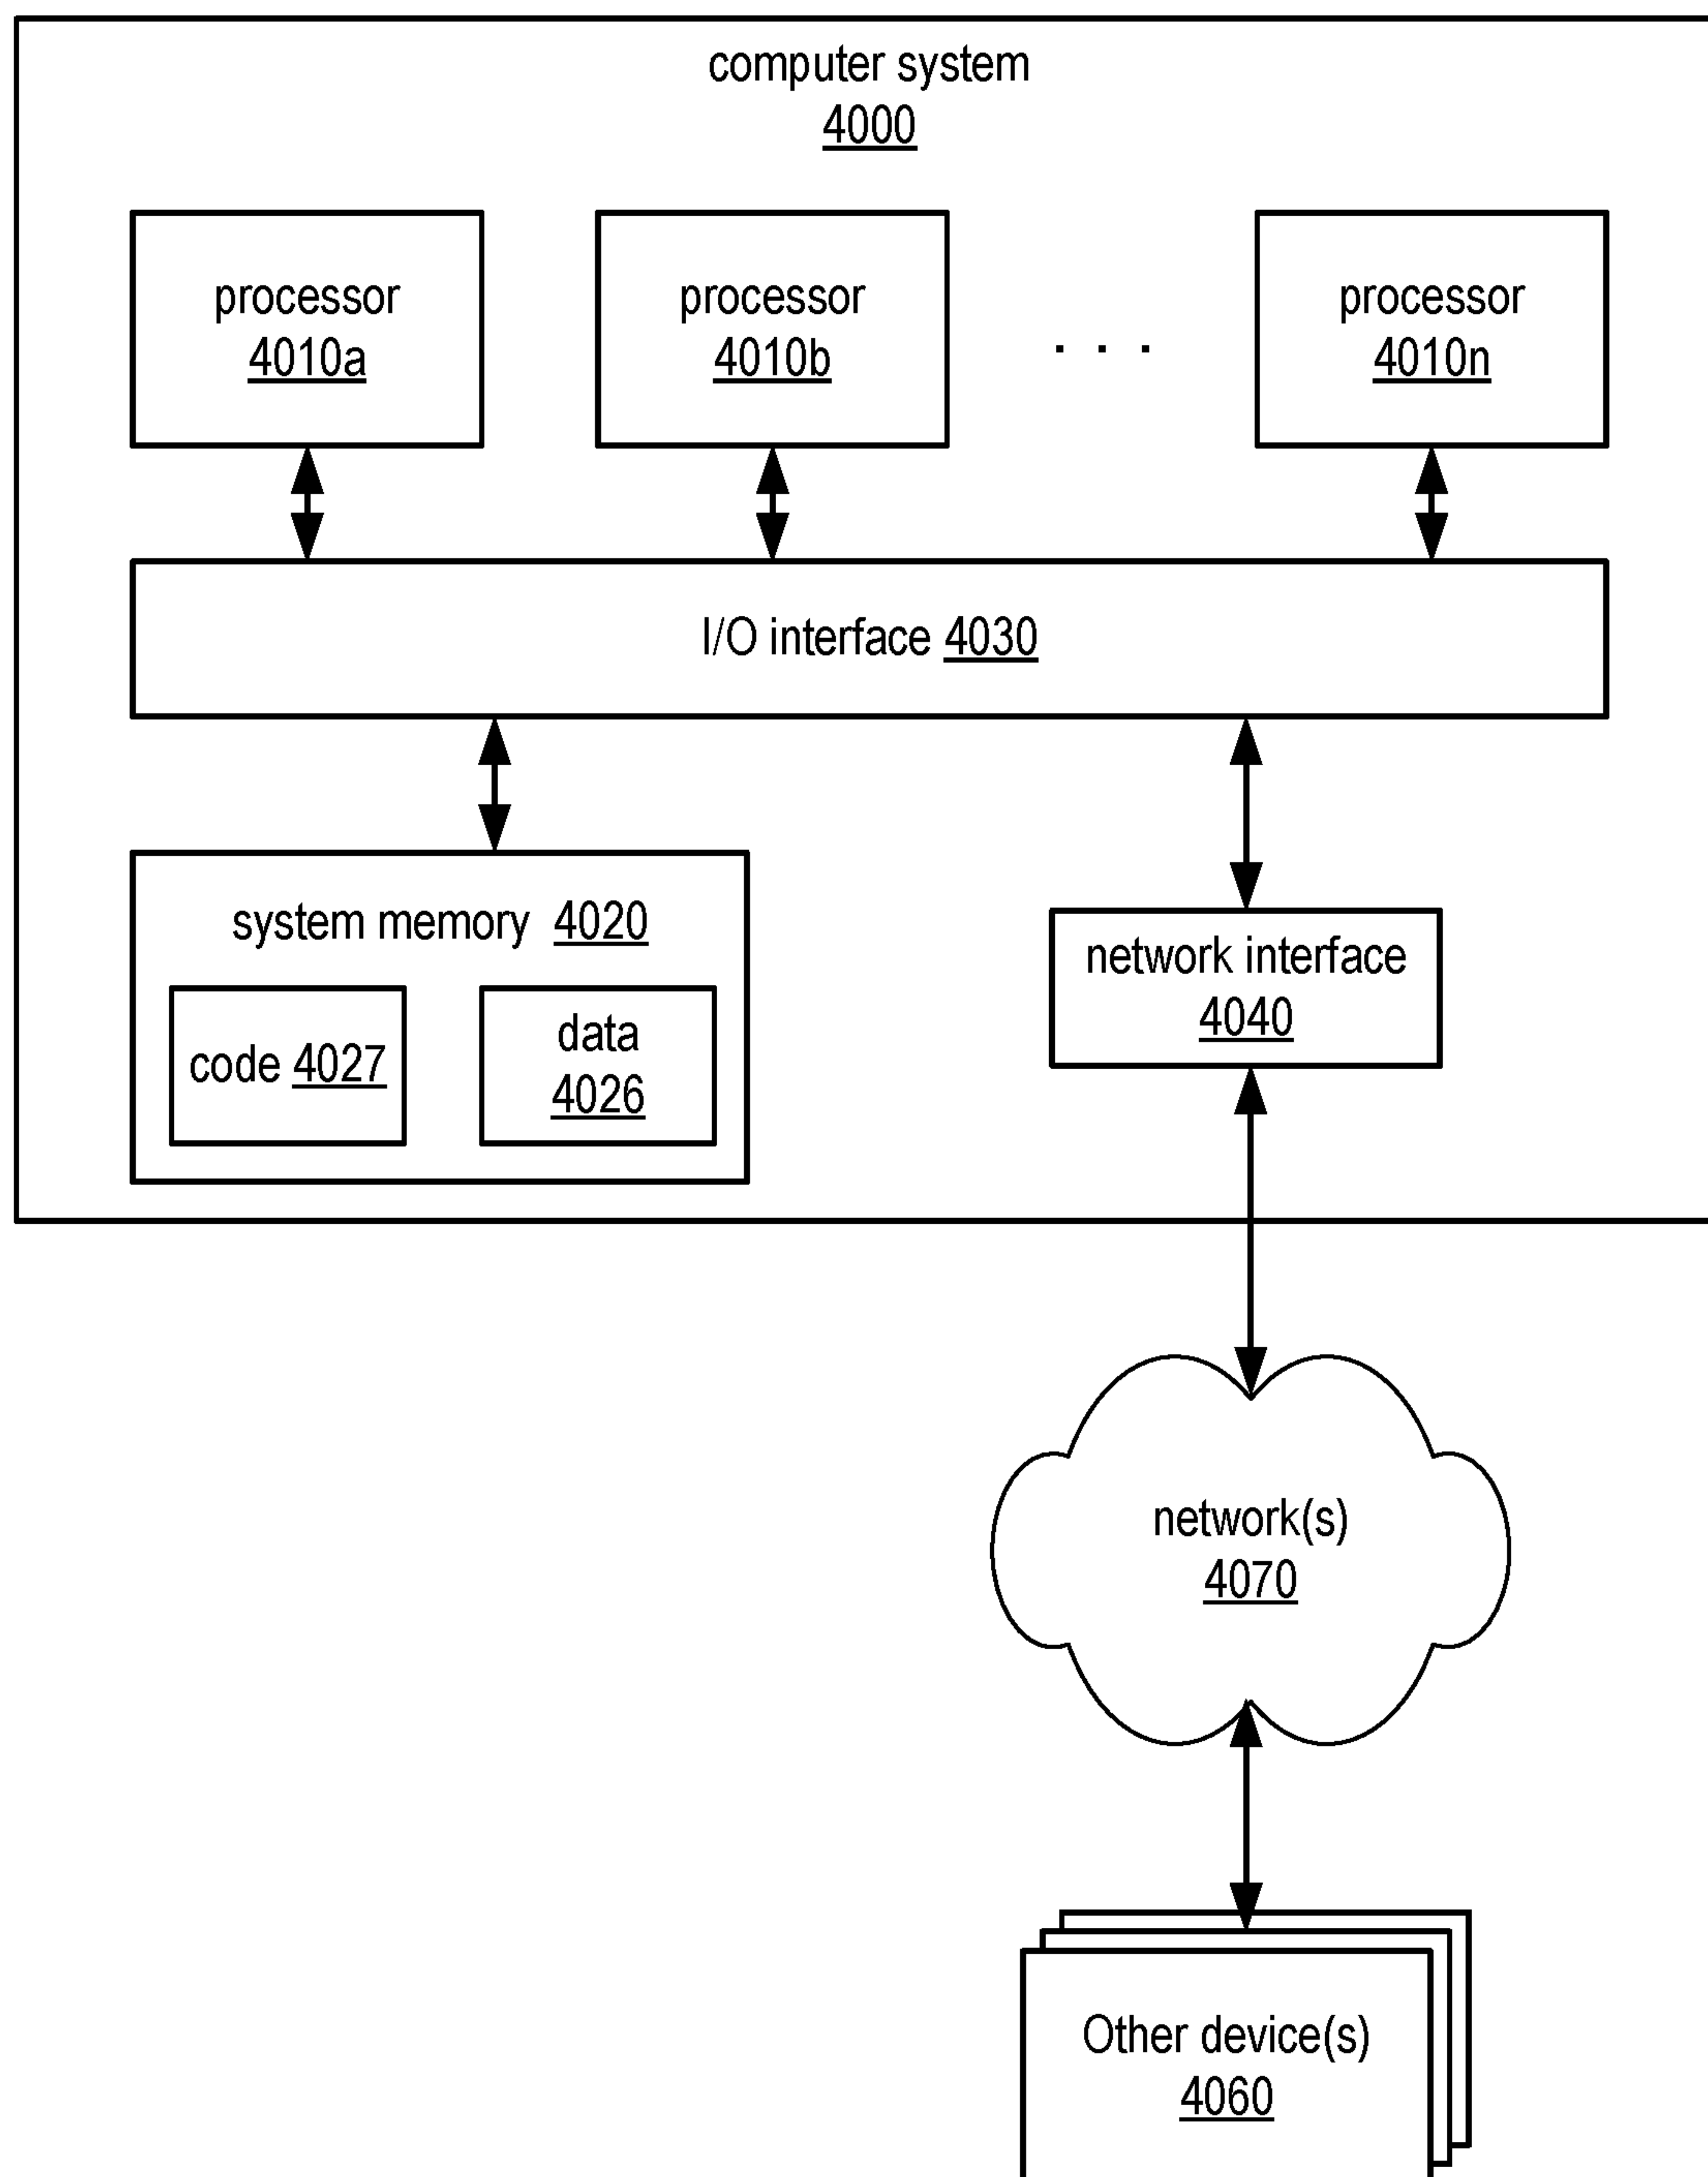 computer system
4000
processor
4010a
processor
4010b
. . .
processor
4010n
I/O interface 4030
system memory 4020
code 4027
data
4026
network interface
4040
network(s)
4070
Other device(s)
4060